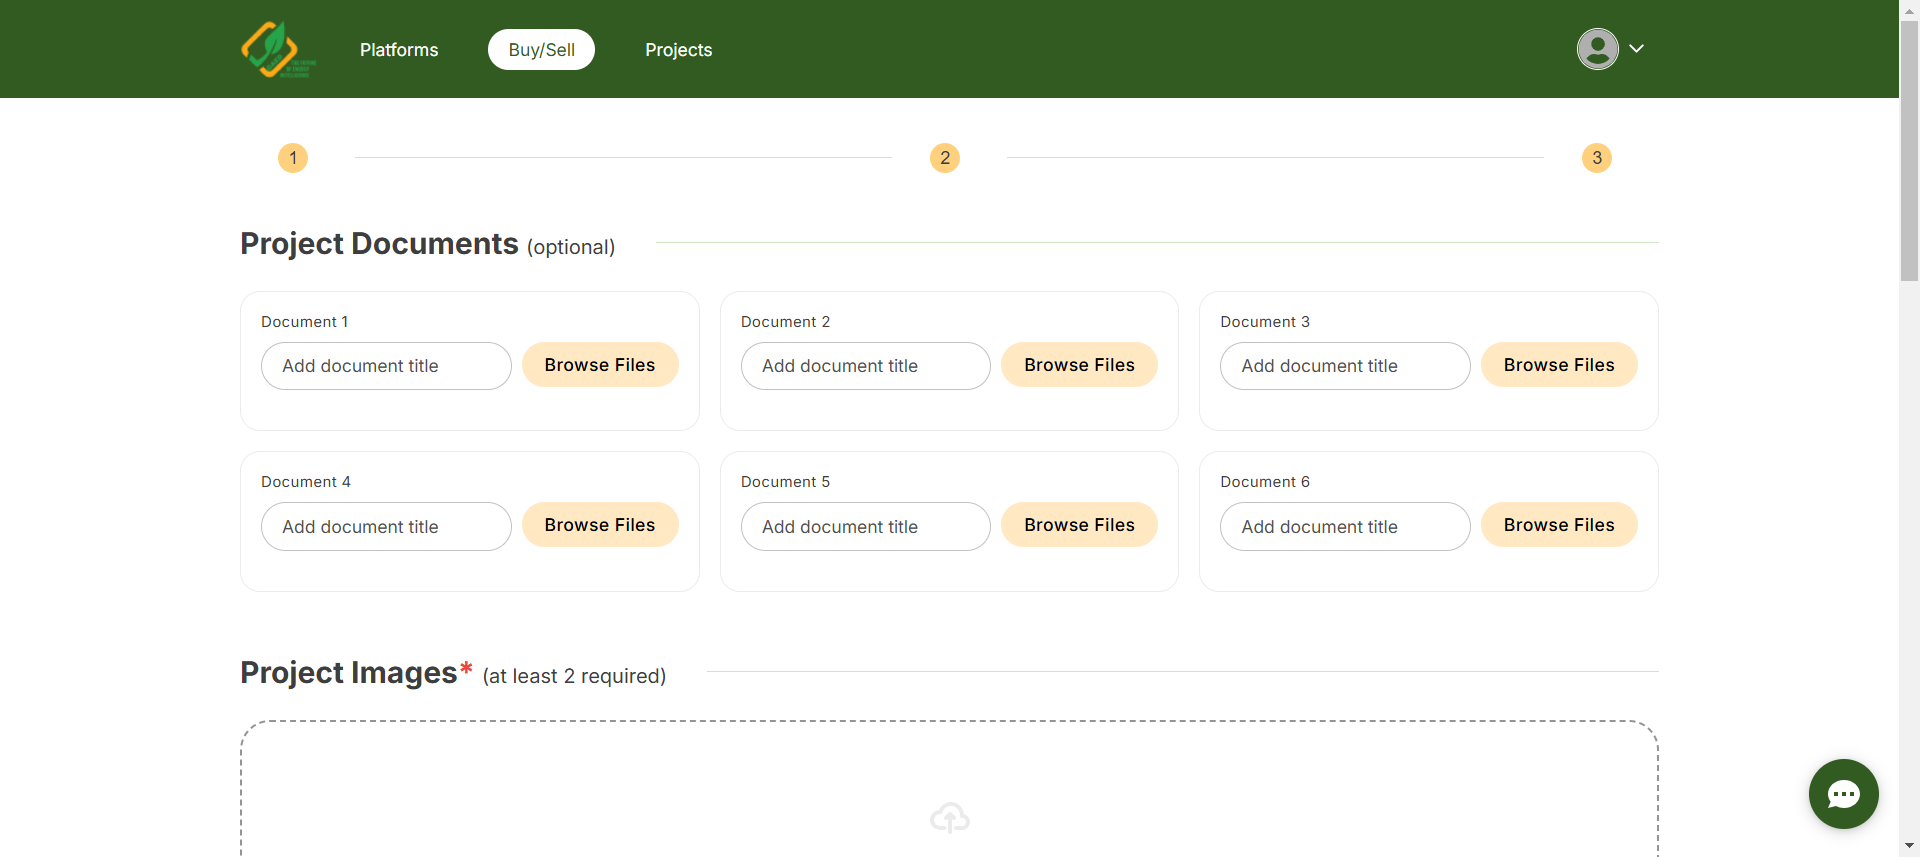 Platforms
Buy/Sell
Projects
1
2
3
Project Documents (optional)
Document 1
Add document title
Browse Files
Document 2
Add document title
Browse Files
Document 3
Add document title
Browse Files
Document 4
Add document title
Browse Files
Document 5
Add document title
Browse Files
Document 6
Add document title
Browse Files
Project Images* (at least 2 required)